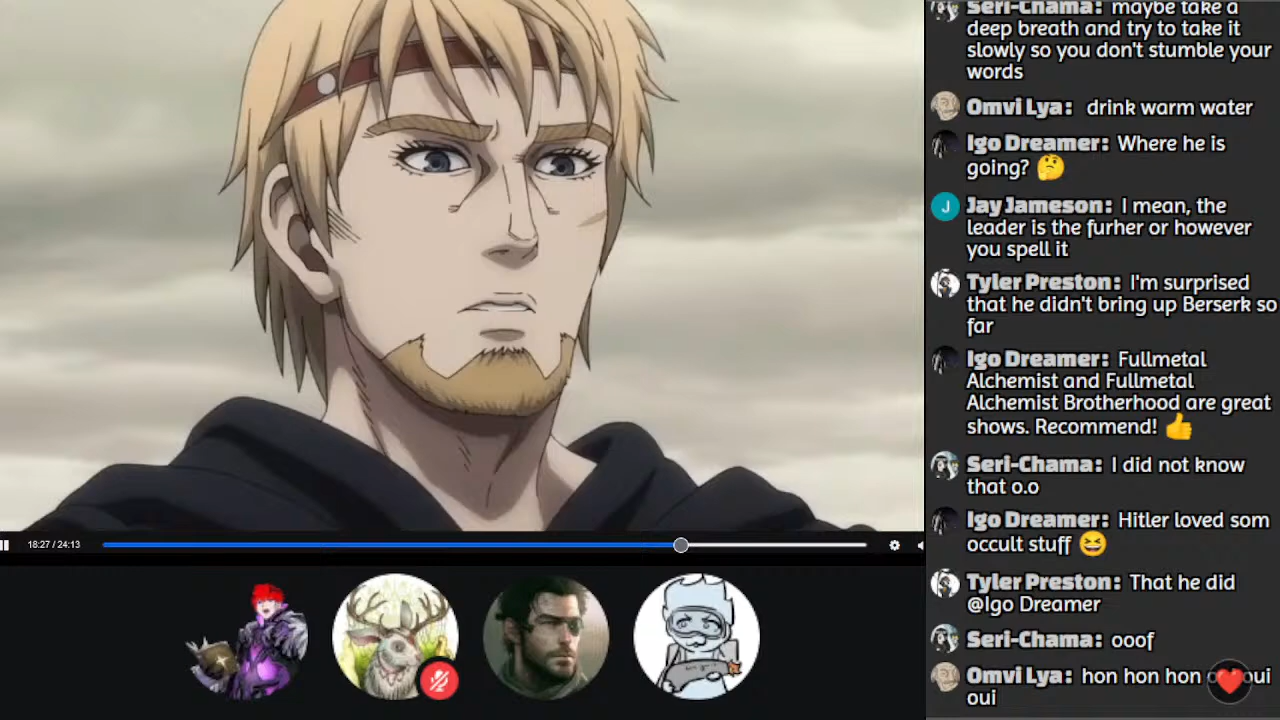 Seri-Chama: maybe take a
deep breath and try to take it
slowly so you don't stumble your
words
Omvi Lya: drink warm water
Igo Dreamer: Where he is
going? 🤔
J
Jay Jameson: I mean, the
leader is the furher or however
you spell it
Tyler Preston: I'm surprised
that he didn't bring up Berserk so
far
Igo Dreamer: Fullmetal
Alchemist and Fullmetal
Alchemist Brotherhood are great
shows. Recommend! 👍
Seri-Chama: I did not know
that o.o
Igo Dreamer: Hitler loved som
occult stuff 😆
Tyler Preston: That he did
@Igo Dreamer
Seri-Chama: ooof
Omvi Lya: hon hon hon oui
oui
18:27 / 24:13